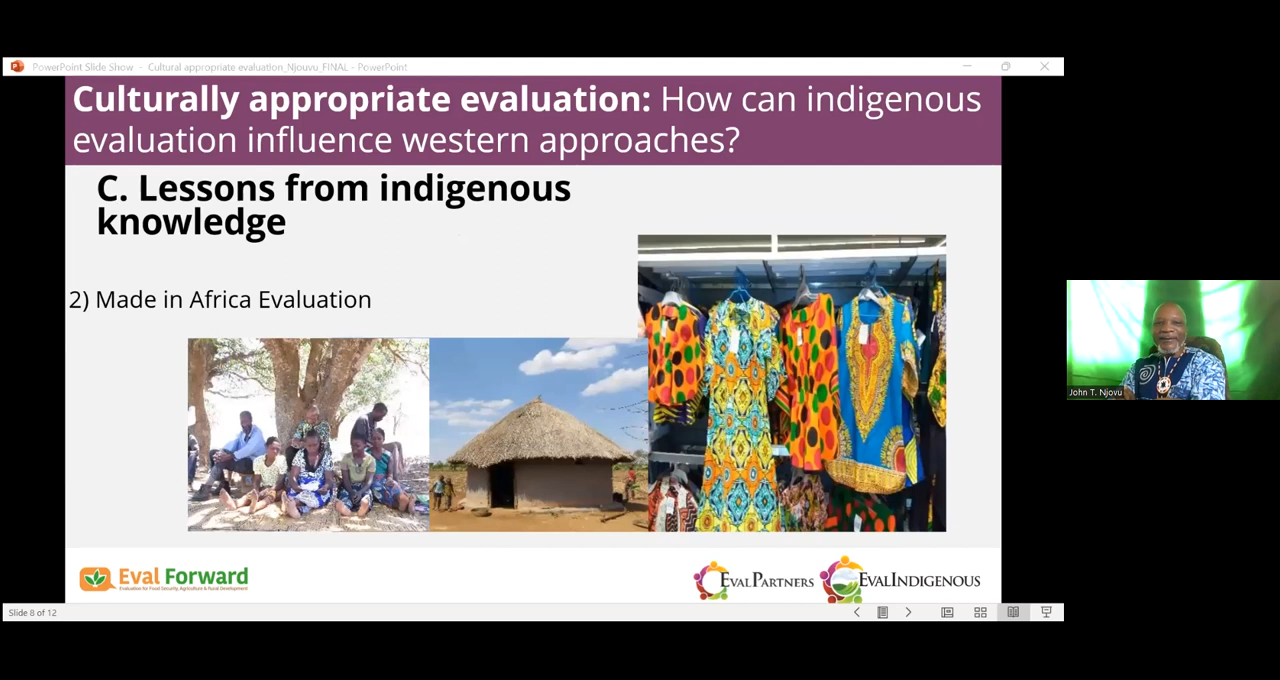 PowerPoint Slide Show - Cultural appropriate evaluation_Njouvu_FINAL - PowerPoint
Culturally appropriate evaluation: How can indigenous
evaluation influence western approaches?
C. Lessons from indigenous
knowledge
2) Made in Africa Evaluation
John T. Njovu
Eval Forward
Evaluation for Food Security, Agriculture & Rural Development
EVALPARTNERS
EVALINDIGENOUS
Slide 8 of 12